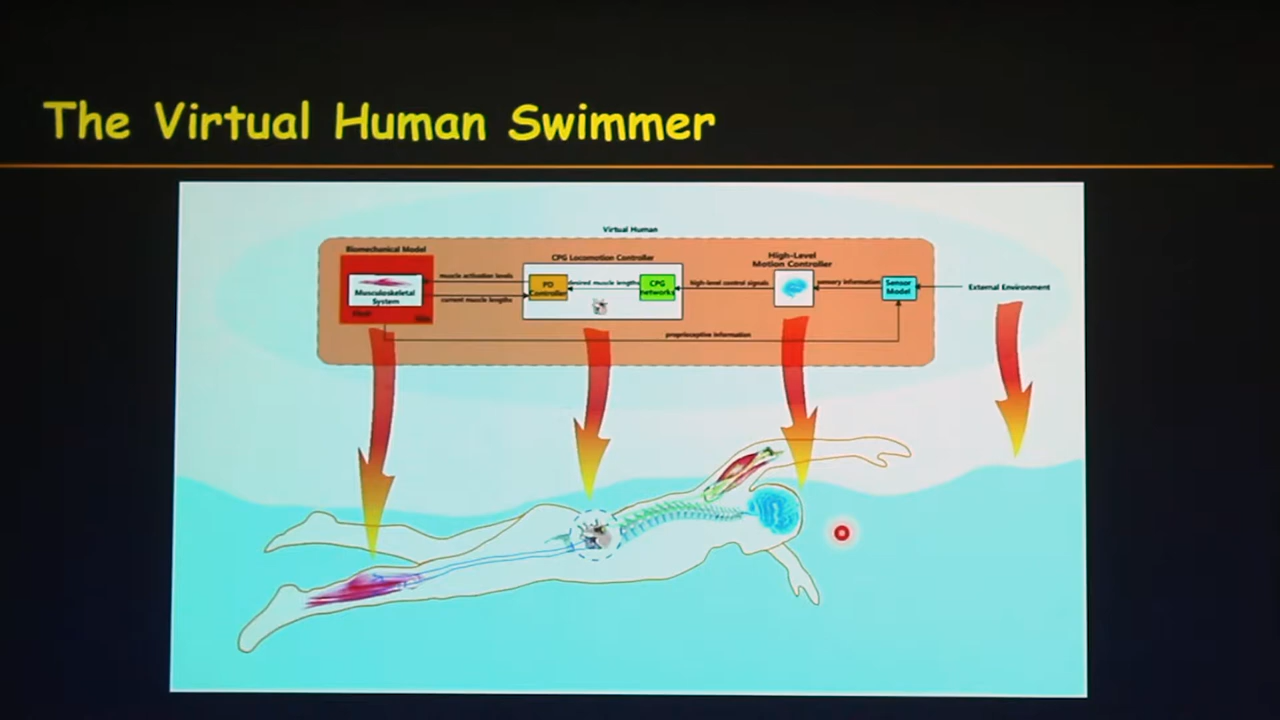 The Virtual Human Swimmer
Virtual Human
Biomechanical Model
CPG Locomotion Controller
High-Level
Motion Controller
muscle activation levels
PD
Controller
desired muscle lengths
CPG
networks
high-level control signals
sensory information
Sensor
Model
External Environment
Musculoskeletal
System
current muscle lengths
proprioceptive information